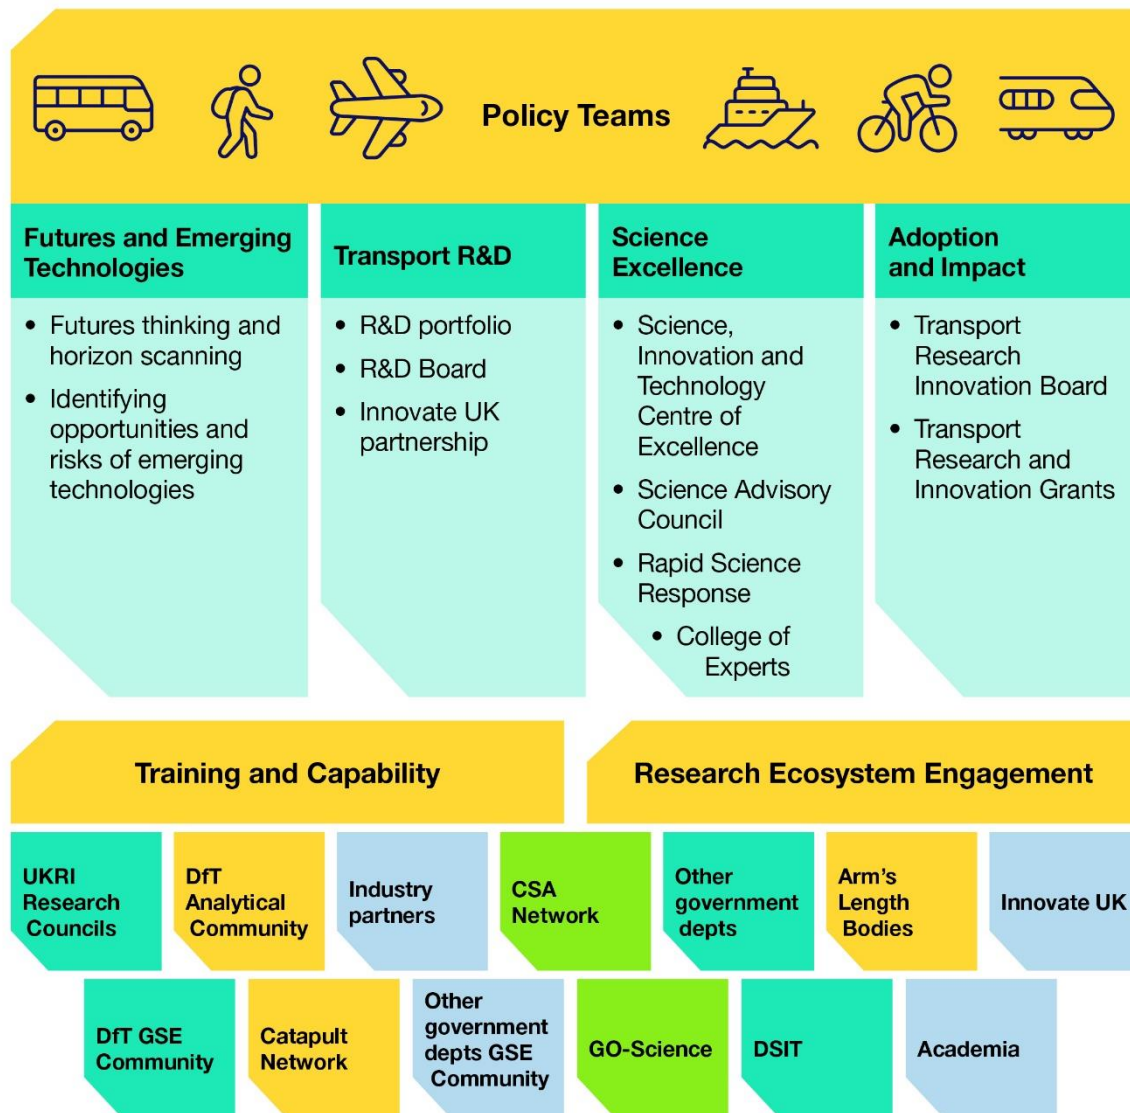 Policy Teams
Futures and Emerging
Technologies
• Futures thinking and
horizon scanning
• Identifying
opportunities and
risks of emerging
technologies
Transport R&D
• R&D portfolio
• R&D Board
• Innovate UK
partnership
Science
Excellence
• Science,
Innovation and
Technology
Centre of
Excellence
• Science Advisory
Council
• Rapid Science
Response
• College of
Experts
Adoption
and Impact
• Transport
Research
Innovation Board
• Transport
Research and
Innovation Grants
Training and Capability
Research Ecosystem Engagement
UKRI
Research
Councils
DfT
Analytical
Community
Industry
partners
CSA
Network
Other
government
depts
Arm's
Length
Bodies
Innovate UK
DfT GSE
Community
Catapult
Network
Other
government
depts GSE
Community
GO-Science
DSIT
Academia